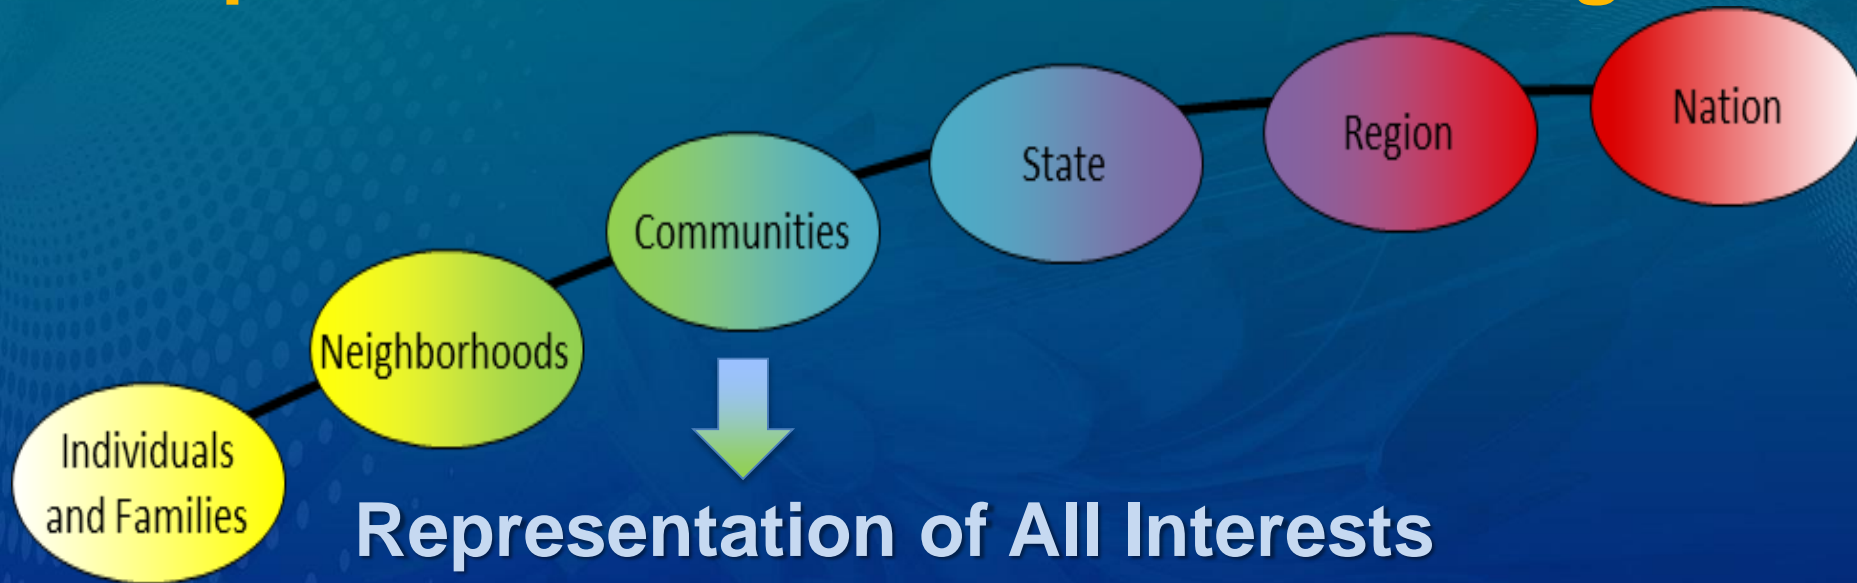 Individuals
and Families
Neighborhoods
Communities
State
Region
Nation
Representation of All Interests